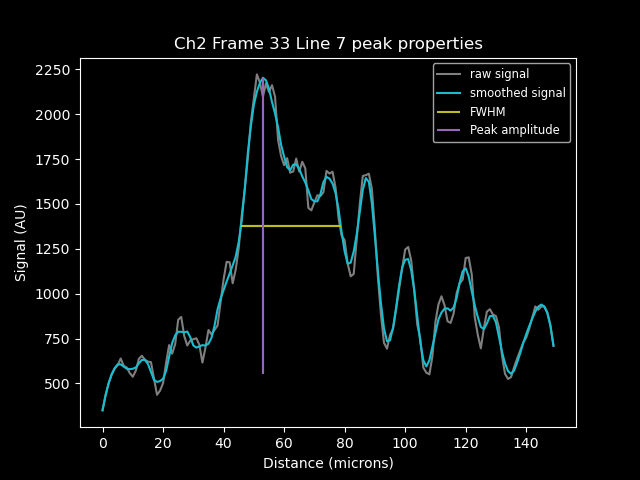 Ch2 Frame 33 Line 7 peak properties
raw signal
smoothed signal
FWHM
Peak amplitude
Signal (AU)
2250
2000
1750
1500
1250
1000
750
500
0 20 40 60 80 100 120 140
Distance (microns)